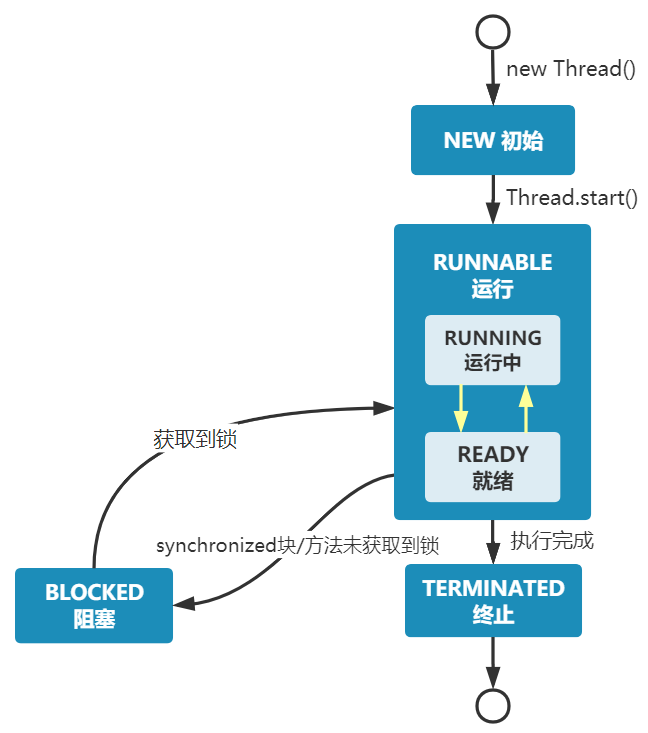 new Thread()
NEW 初始
Thread.start()
RUNNABLE
运行
RUNNING
运行中
READY
就绪
获取到锁
synchronized块/方法未获取到锁
执行完成
BLOCKED
阻塞
TERMINATED
终止